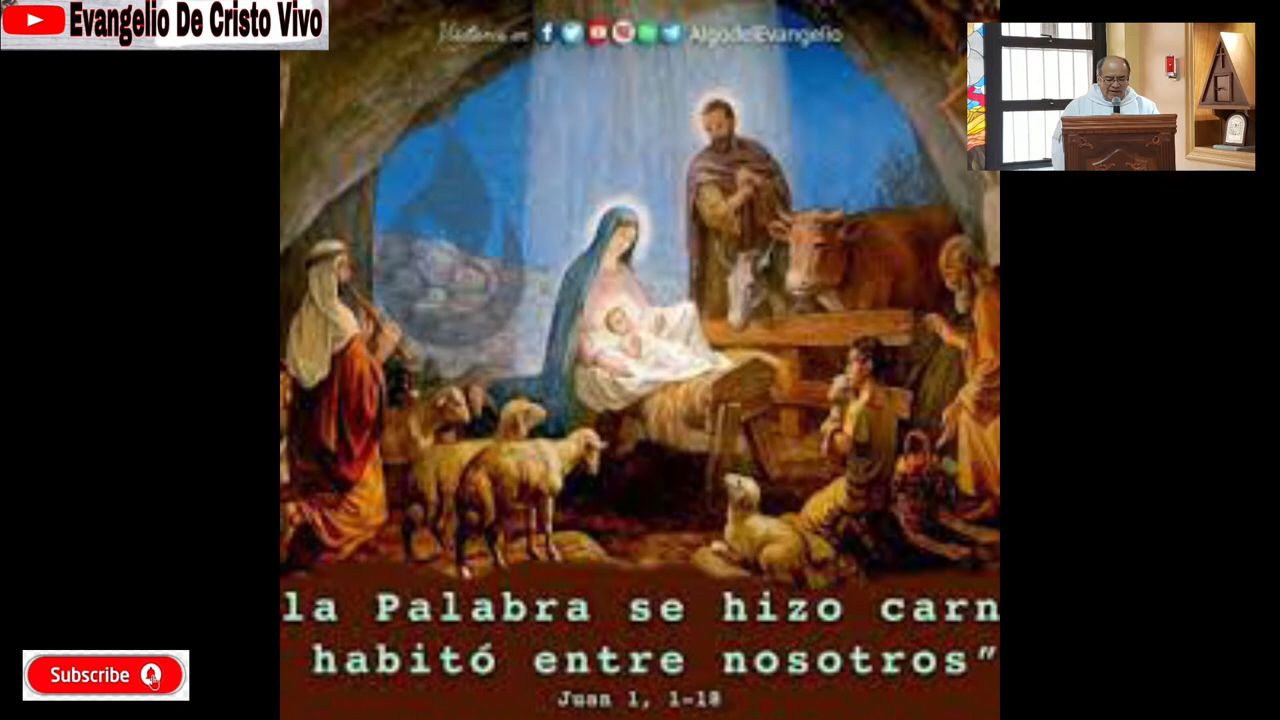 Evangelio De Cristo Vivo
AlgodelEvangelio
la Palabra se hizo carn
habitó entre nosotros”
Juan 1, 1-18
Subscribe